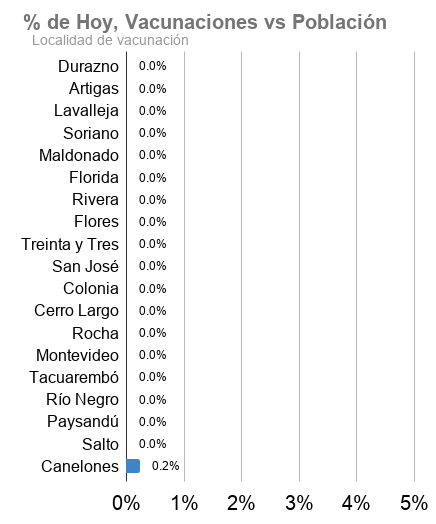 % de Hoy, Vacunaciones vs Población
Localidad de vacunación
Durazno 0.0%
Artigas 0.0%
Lavalleja 0.0%
Soriano 0.0%
Maldonado 0.0%
Florida 0.0%
Rivera 0.0%
Flores 0.0%
Treinta y Tres 0.0%
San José 0.0%
Colonia 0.0%
Cerro Largo 0.0%
Rocha 0.0%
Montevideo 0.0%
Tacuarembó 0.0%
Río Negro 0.0%
Paysandú 0.0%
Salto 0.0%
Canelones 0.2%
0% 1% 2% 3% 4% 5%